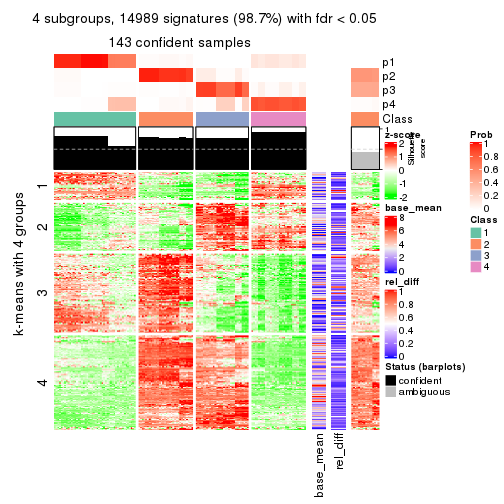 4 subgroups, 14989 signatures (98.7%) with fdr < 0.05
143 confident samples
p1
p2
p3
p4
Class
1
Silhouette
score
k-means with 4 groups
1
2
3
4
base_mean
rel_diff
z-score
2
1
0
-1
-2
base_mean
8
6
4
2
0
rel_diff
1
0.8
0.6
0.4
0.2
0
Status (barplots)
confident
ambiguous
Prob
1
0.8
0.6
0.4
0.2
0
Class
1
2
3
4